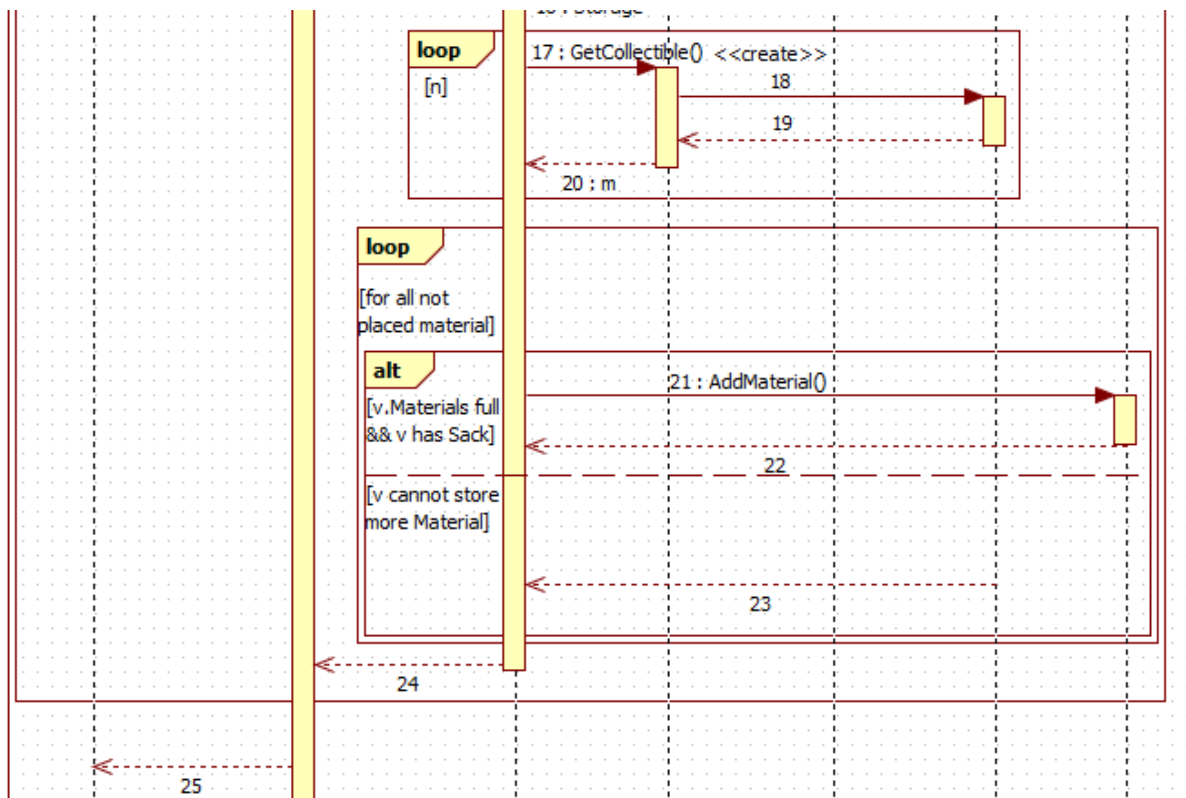 loop
17 : GetCollectible() <<create>>
[n]
18
19
20 : m
loop
[for all not
placed material]
alt
21 : AddMaterial()
[v.Materials full
&& v has Sack]
22
[v cannot store
more Material]
23
24
25